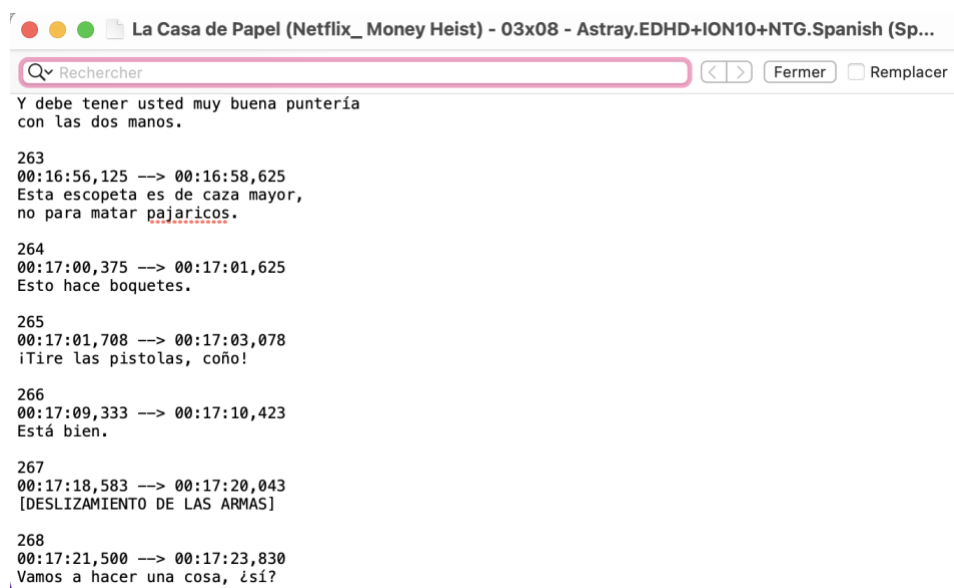 La Casa de Papel (Netflix_ Money Heist) - 03x08 - Astray.EDHD+ION10+NTG.Spanish (Sp...
Rechercher
<
>
Fermer
Remplacer
Y debe tener usted muy buena puntería
con las dos manos.
263
00:16:56,125 --> 00:16:58,625
Esta escopeta es de caza mayor,
no para matar pajaricos.
264
00:17:00,375 --> 00:17:01,625
Esto hace boquetes.
265
00:17:01,708 --> 00:17:03,078
¡Tire las pistolas, coño!
266
00:17:09,333 --> 00:17:10,423
Está bien.
267
00:17:18,583 --> 00:17:20,043
[DESLIZAMIENTO DE LAS ARMAS]
268
00:17:21,500 --> 00:17:23,830
Vamos a hacer una cosa, ¿sí?